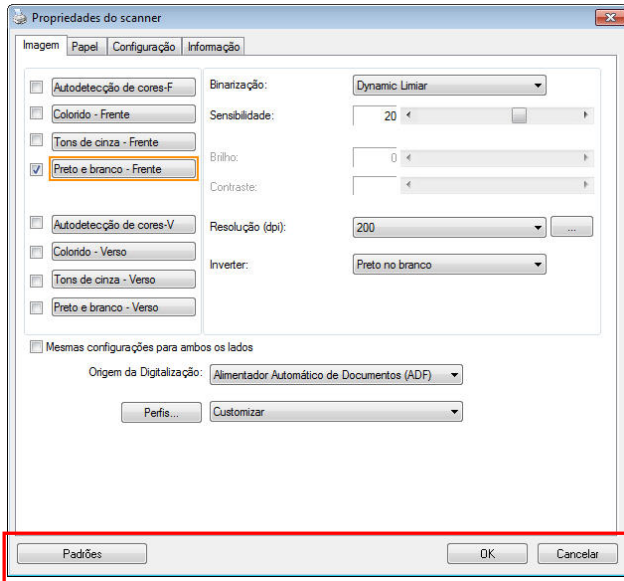 Propriedades do scanner
Imagem Papel Configuração Informação
Autodetecção de cores-F
Colorido - Frente
Tons de cinza - Frente
Preto e branco - Frente
Autodetecção de cores-V
Colorido - Verso
Tons de cinza - Verso
Preto e branco - Verso
Binarização: Dynamic Limiar
Sensibilidade: 20
Brilho: 0
Contraste:
Resolução (dpi): 200 ...
Inverter: Preto no branco
Mesmas configurações para ambos os lados
Origem da Digitalização: Alimentador Automático de Documentos (ADF)
Perfis... Customizar
Padrões OK Cancelar